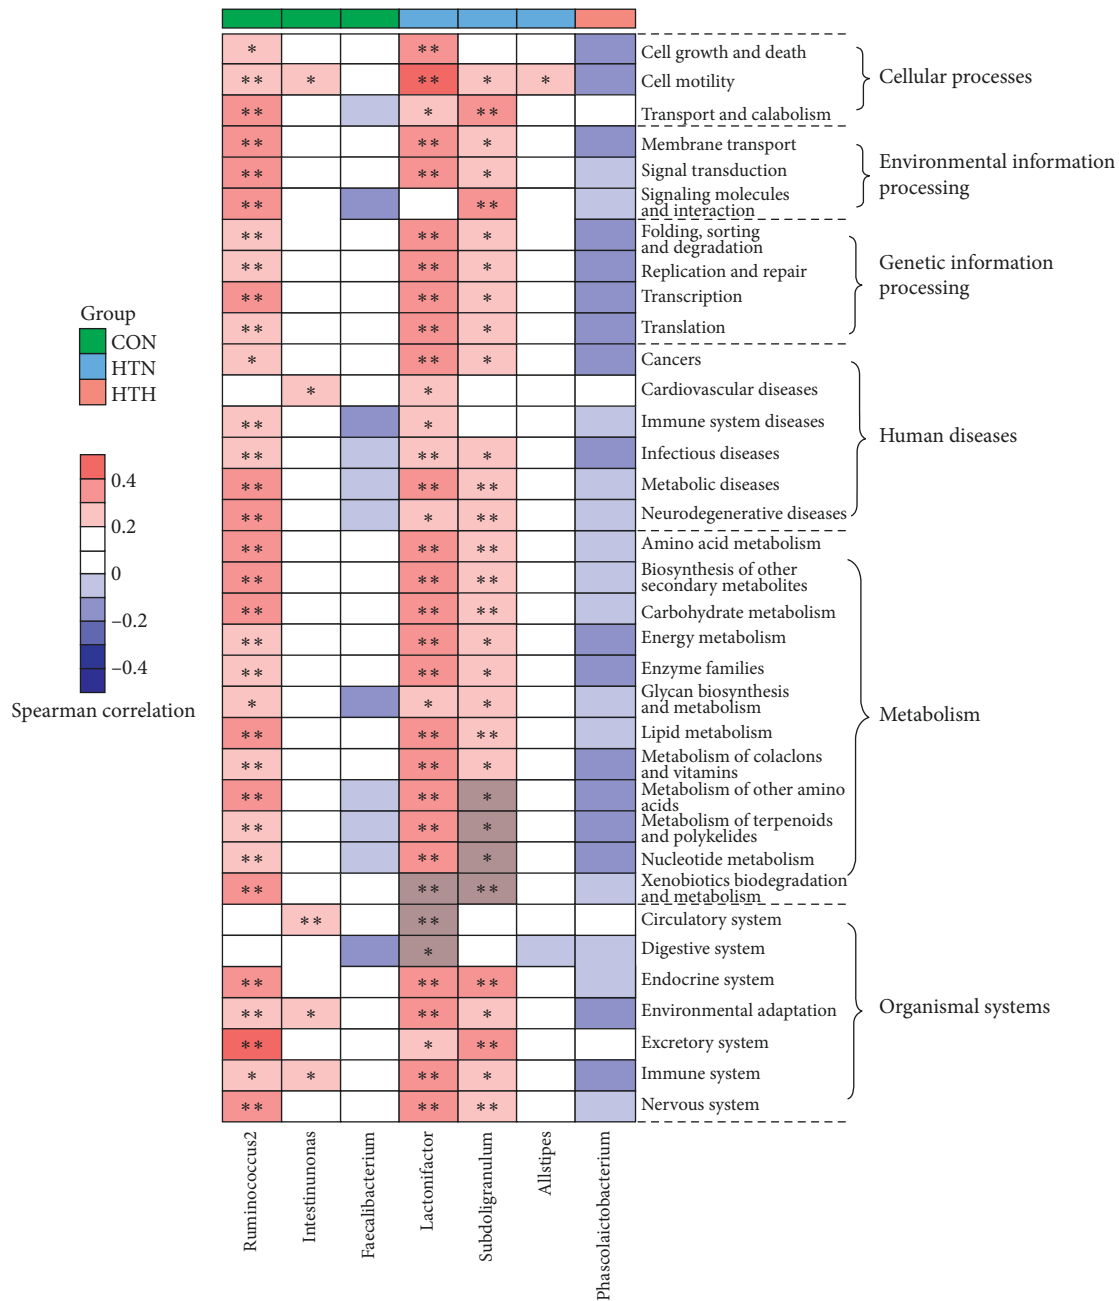 Group
CON
HTN
HTH
0.4
0.2
0
−0.2
−0.4
Spearman correlation
* ** Cell growth and death
** * ** * * Cell motility
** * ** Transport and calabolism
Cellular processes
** ** * Membrane transport
** ** * Signal transduction
** ** Signaling molecules
and interaction
Environmental information
processing
** ** * Folding, sorting
and degradation
** ** * Replication and repair
** ** * Transcription
** ** * Translation
Genetic information
processing
* ** * Cancers
* * Cardiovascular diseases
** * Immune system diseases
** ** * Infectious diseases
** ** ** Metabolic diseases
** * ** Neurodegenerative diseases
Human diseases
** ** ** Amino acid metabolism
** ** ** Biosynthesis of other
secondary metabolites
** ** ** Carbohydrate metabolism
** ** * Energy metabolism
** ** * Enzyme families
* * * Glycan biosynthesis
and metabolism
** ** ** Lipid metabolism
** ** * Metabolism of colaclons
and vitamins
** ** * Metabolism of other amino
acids
** ** * Metabolism of terpenoids
and polykelides
** ** * Nucleotide metabolism
** ** ** Xenobiotics biodegradation
and metabolism
Metabolism
** ** Circulatory system
* Digestive system
** ** ** Endocrine system
** * ** * Environmental adaptation
** * ** Excretory system
* * ** * Immune system
** ** ** Nervous system
Organismal systems
Ruminococcus2
Intestinunonas
Faecalibacterium
Lactonifactor
Subdoligranulum
Allstipes
Phascolaictobacterium